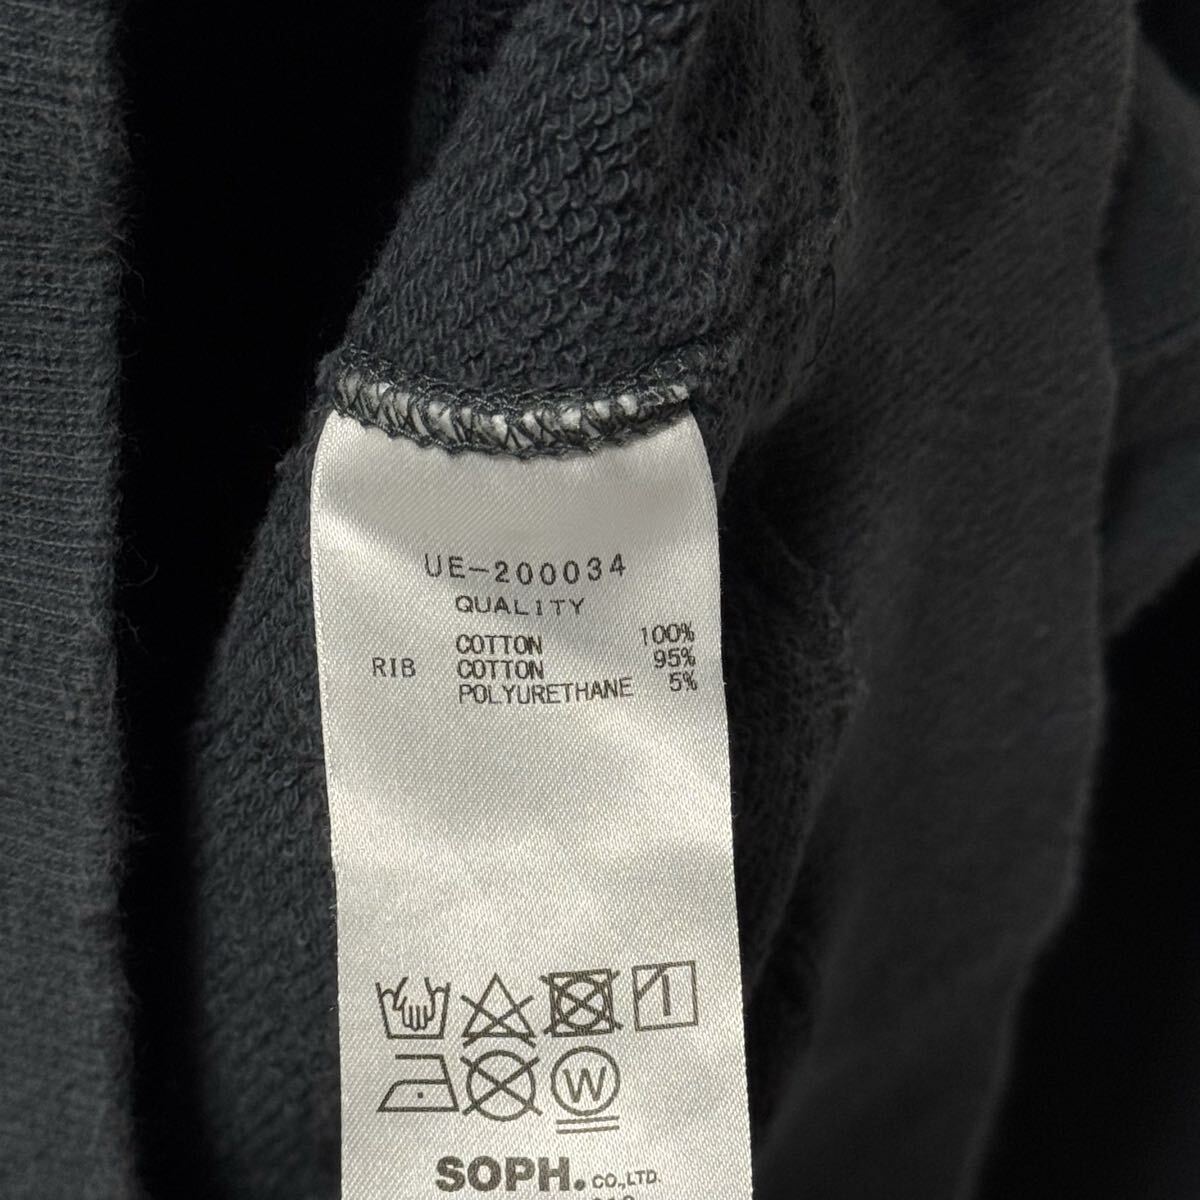 UE-200034
QUALITY
COTTON 100%
RIB COTTON 95%
POLYURETHANE 5%
W
SOPH. CO.,LTD.